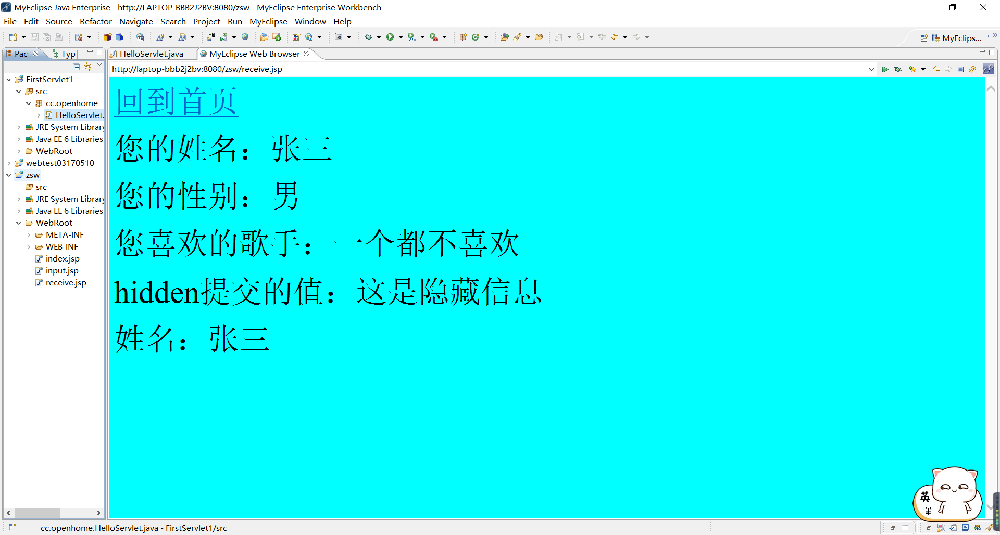 MyEclipse Java Enterprise - http://LAPTOP-BBB2J2BV:8080/zsw - MyEclipse Enterprise Workbench
File Edit Source Refactor Navigate Search Project Run MyEclipse Window Help
MyEclips...
Pac Typ
HelloServlet.java MyEclipse Web Browser
http://laptop-bbb2j2bv:8080/zsw/receive.jsp
FirstServlet1
src
cc.openhome
HelloServlet.
JRE System Library
Java EE 6 Libraries
WebRoot
webtest03170510
zsw
src
JRE System Library
Java EE 6 Libraries
WebRoot
META-INF
WEB-INF
index.jsp
input.jsp
receive.jsp
回到首页
您的姓名：张三
您的性别：男
您喜欢的歌手：一个都不喜欢
hidden提交的值：这是隐藏信息
姓名：张三
英
cc.openhome.HelloServlet.java - FirstServlet1/src